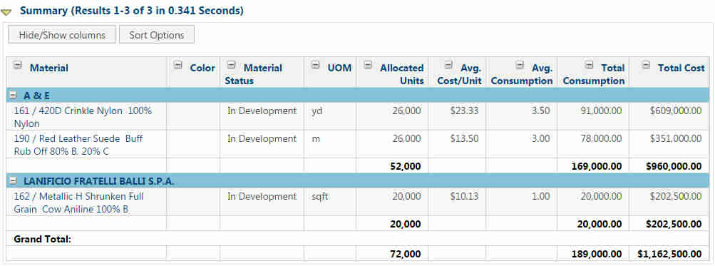 Summary (Results 1-3 of 3 in 0.341 Seconds)
Hide/Show columns Sort Options
Material Color Material Status UOM Allocated Units Avg. Cost/Unit Avg. Consumption Total Consumption Total Cost
A & E
161 / 420D Crinkle Nylon 100% Nylon In Development yd 26,000 $23.33 3.50 91,000.00 $609,000.00
190 / Red Leather Suede Buff Rub Off 80% B. 20% C In Development m 26,000 $13.50 3.00 78,000.00 $351,000.00
52,000 169,000.00 $960,000.00
LANIFICIO FRATELLI BALLI S.P.A.
162 / Metallic H Shrunken Full Grain Cow Aniline 100% B In Development sqft 20,000 $10.13 1.00 20,000.00 $202,500.00
20,000 20,000.00 $202,500.00
Grand Total:
72,000 189,000.00 $1,162,500.00